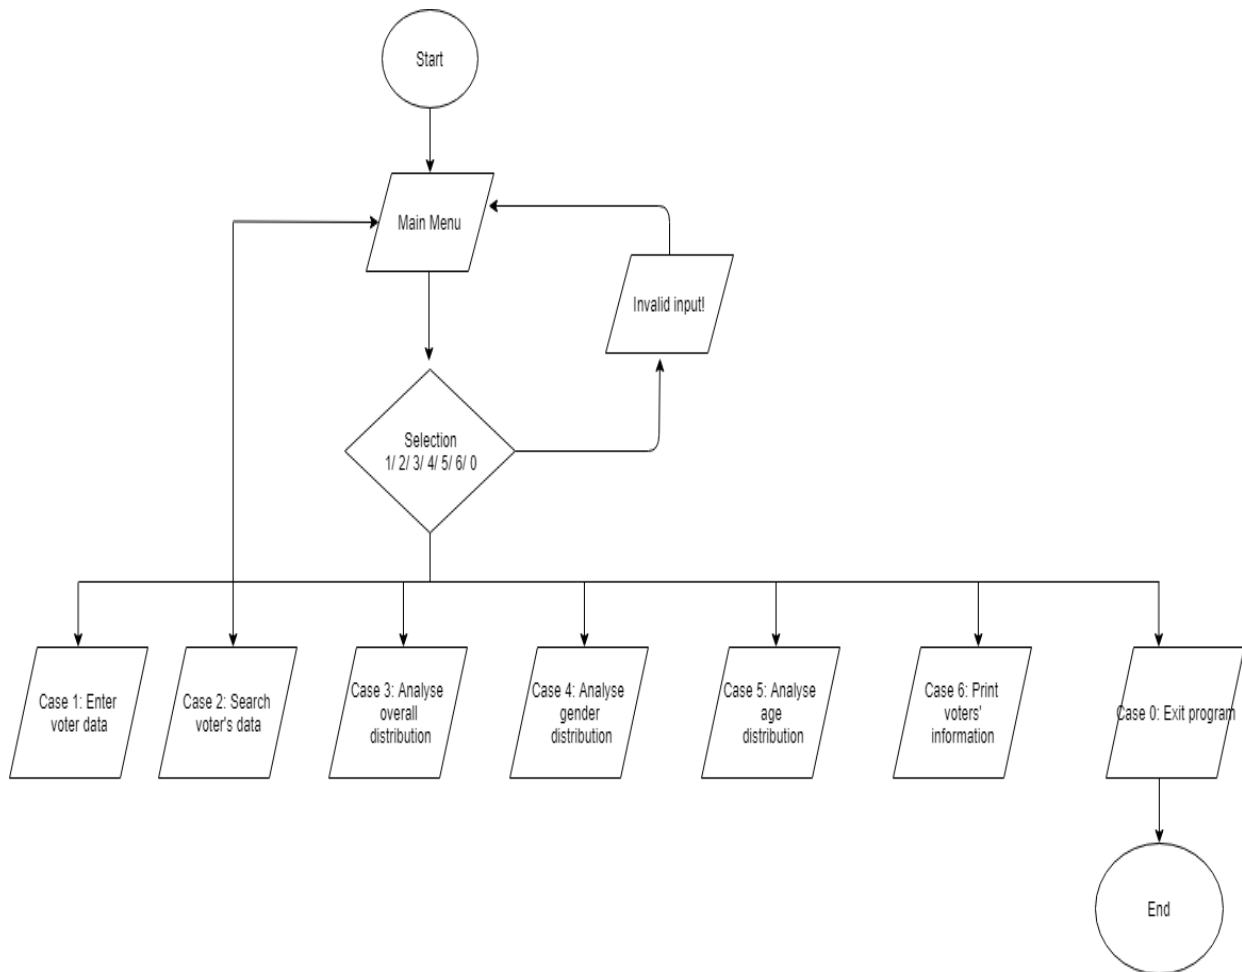 Start
Main Menu
Invalid input!
Selection
1/ 2/ 3/ 4/ 5/ 6/ 0
Case 1: Enter
voter data
Case 2: Search
voter's data
Case 3: Analyse
overall
distribution
Case 4: Analyse
gender
distribution
Case 5: Analyse
age
distribution
Case 6: Print
voters'
information
Case 0: Exit program
End